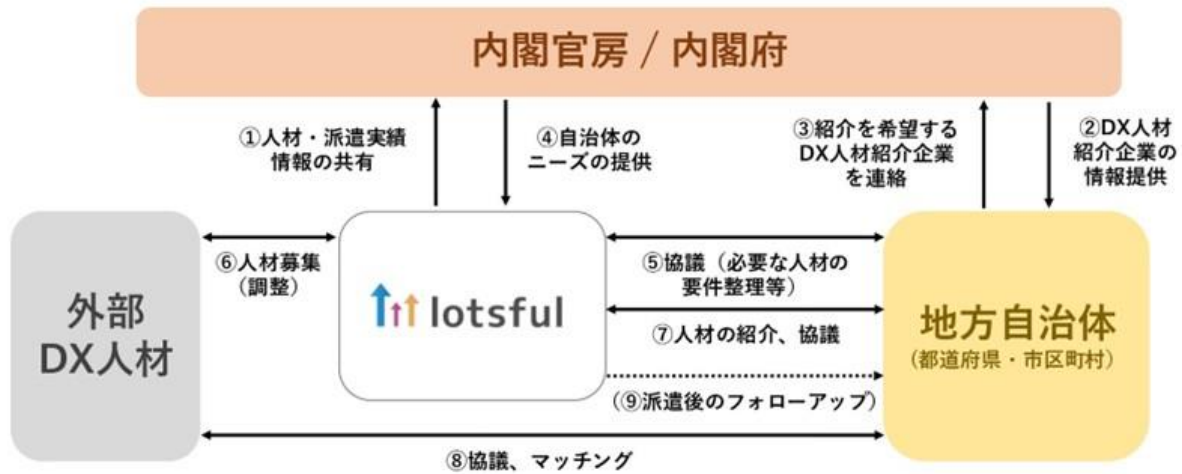 内閣官房 / 内閣府
①人材・派遣実績
情報の共有
④自治体の
ニーズの提供
③紹介を希望する
DX人材紹介企業
を連絡
②DX人材
紹介企業の
情報提供
⑥人材募集
(調整)
⑤協議（必要な人材の
要件整理等）
外部
DX人材
lotsful
⑦人材の紹介、協議
地方自治体
(都道府県・市区町村)
(⑨派遣後のフォローアップ)
⑧協議、マッチング